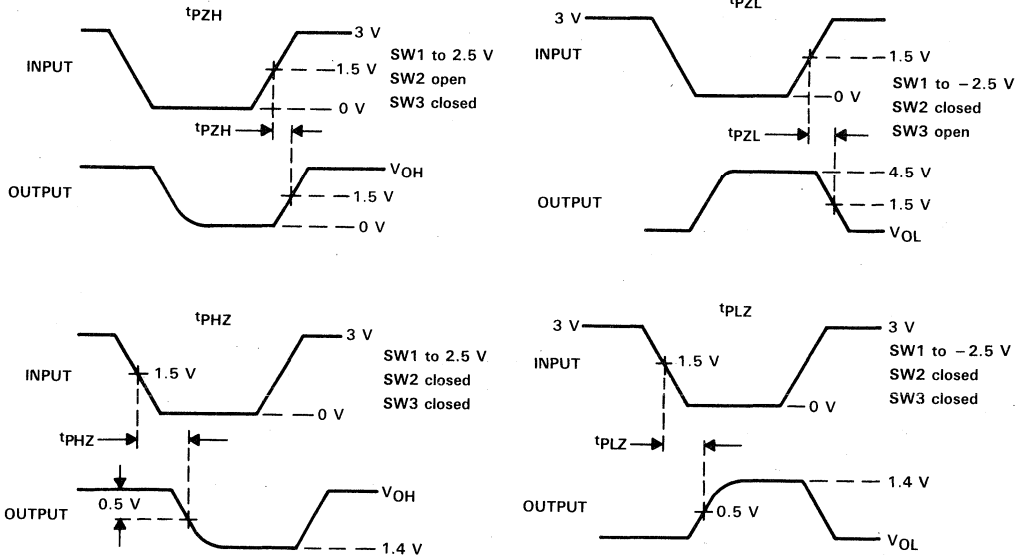 tPZH
3 V
INPUT
1.5 V
0 V
SW1 to 2.5 V
SW2 open
SW3 closed
tPZH
OUTPUT
VOH
1.5 V
0 V
tPZL
3 V
INPUT
1.5 V
0 V
SW1 to −2.5 V
SW2 closed
SW3 open
tPZL
OUTPUT
4.5 V
1.5 V
VOL
tPHZ
3 V
INPUT
1.5 V
0 V
SW1 to 2.5 V
SW2 closed
SW3 closed
tPHZ
OUTPUT
0.5 V
VOH
1.4 V
tPLZ
3 V
3 V
INPUT
1.5 V
0 V
SW1 to −2.5 V
SW2 closed
SW3 closed
tPLZ
OUTPUT
0.5 V
1.4 V
VOL